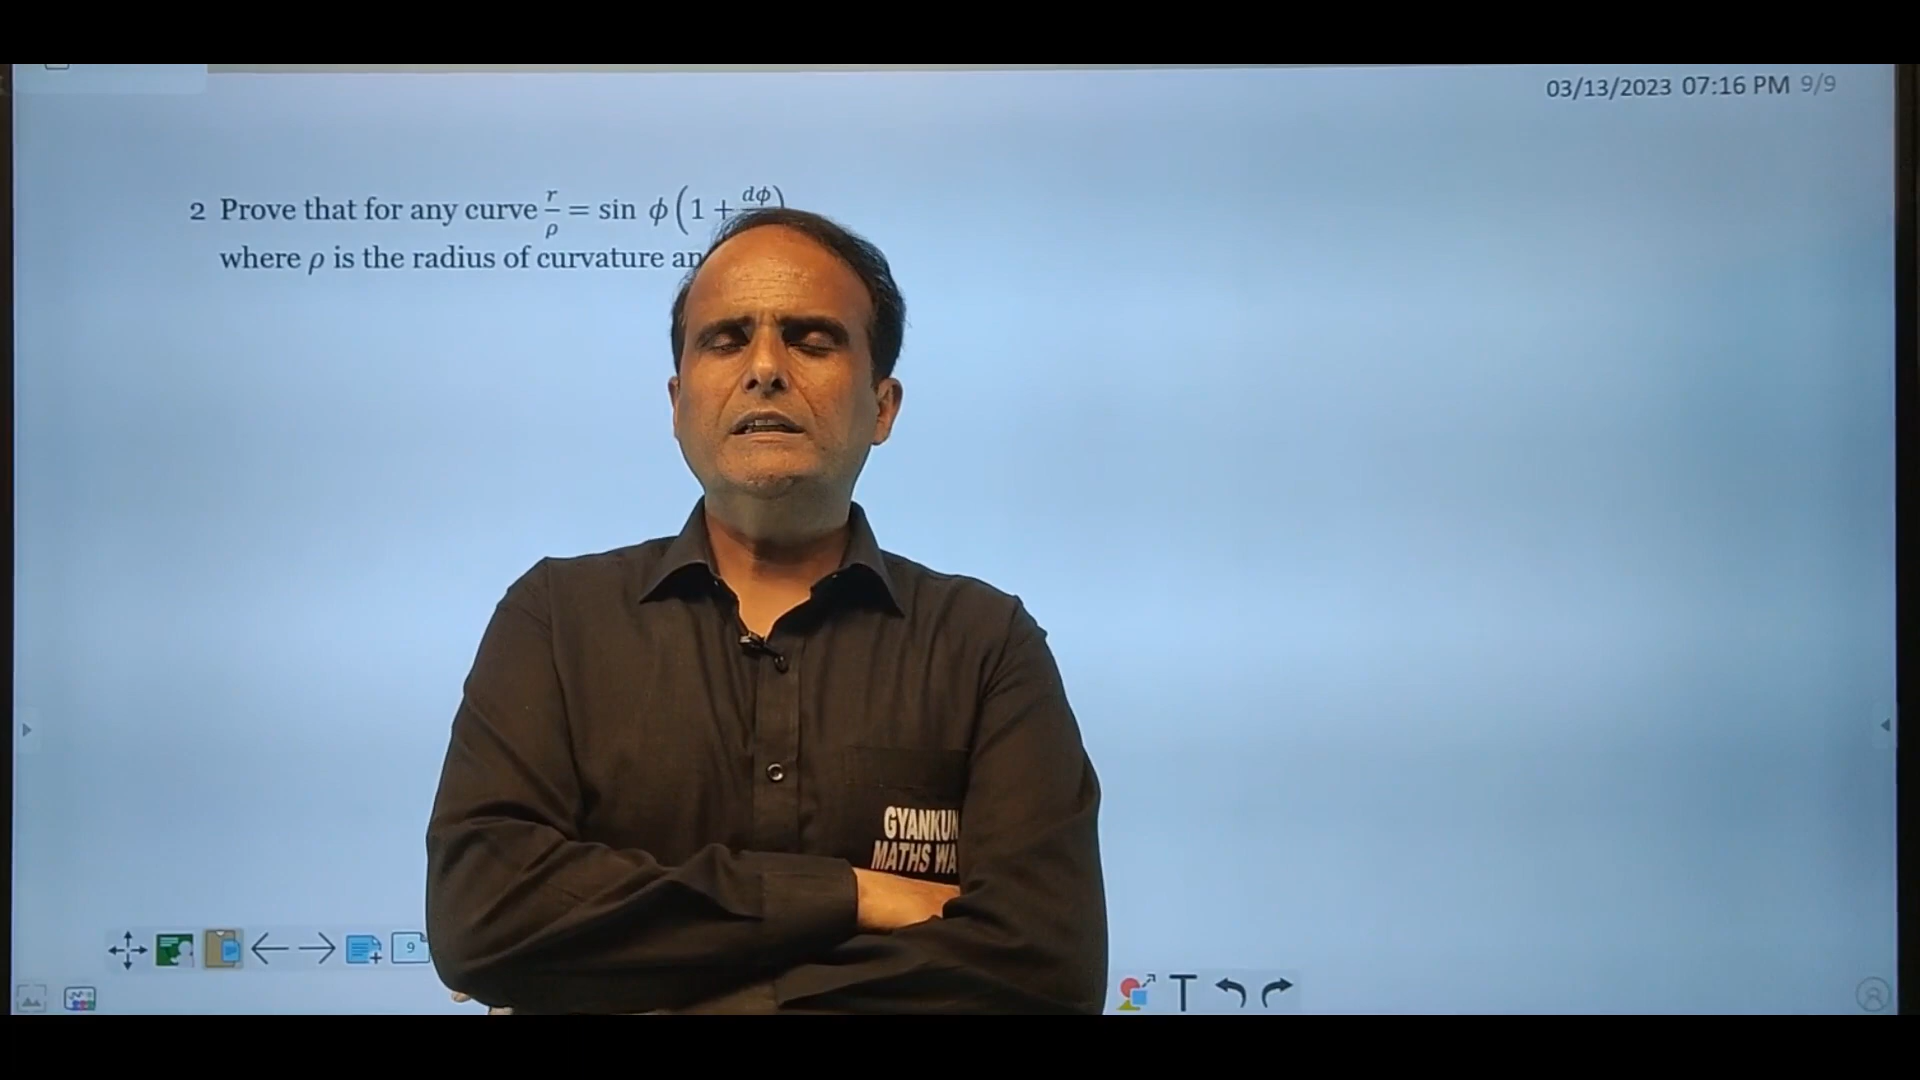 03/13/2023 07:16 PM 9/9
2 Prove that for any curve r/ρ = sin ϕ (1 + dϕ
where ρ is the radius of curvature an
9
GYANKUN
MATHS WA
T